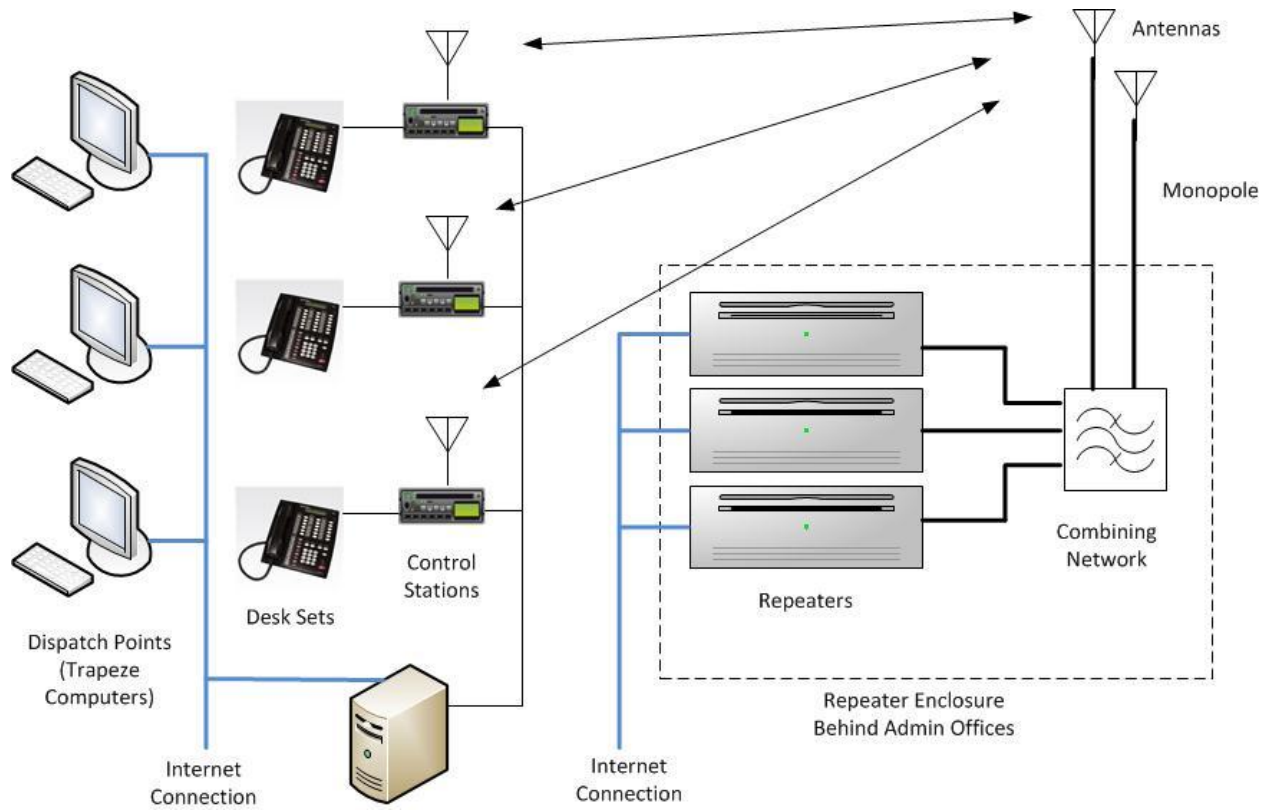 Antennas
Monopole
Control
Stations
Desk Sets
Dispatch Points
(Trapeze
Computers)
Internet
Connection
Repeaters
Combining
Network
Repeater Enclosure
Behind Admin Offices
Internet
Connection